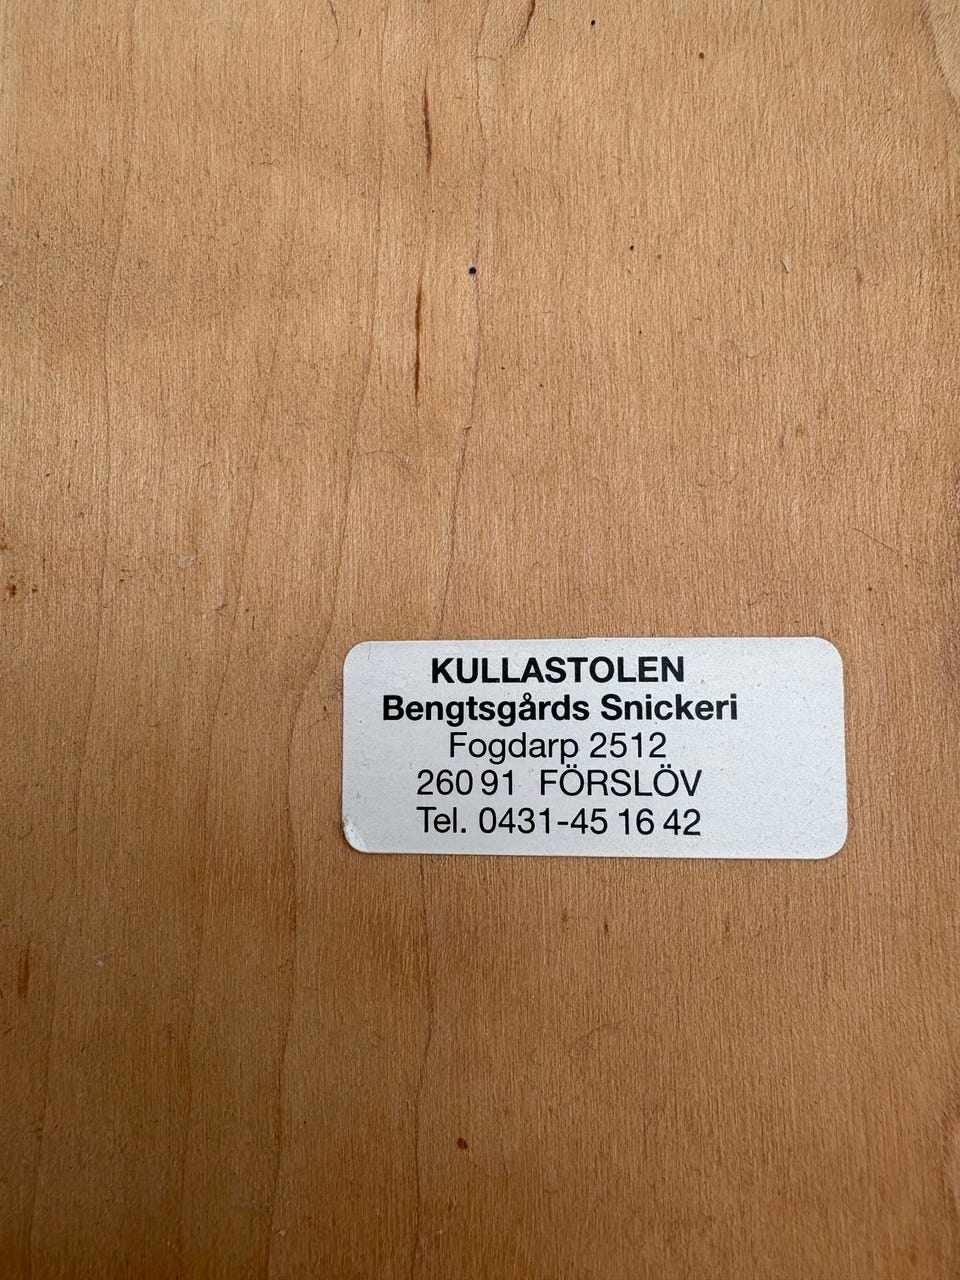 KULLASTOLEN
Bengtsgårds Snickeri
Fogdarp 2512
260 91 FÖRSLÖV
Tel. 0431-45 16 42